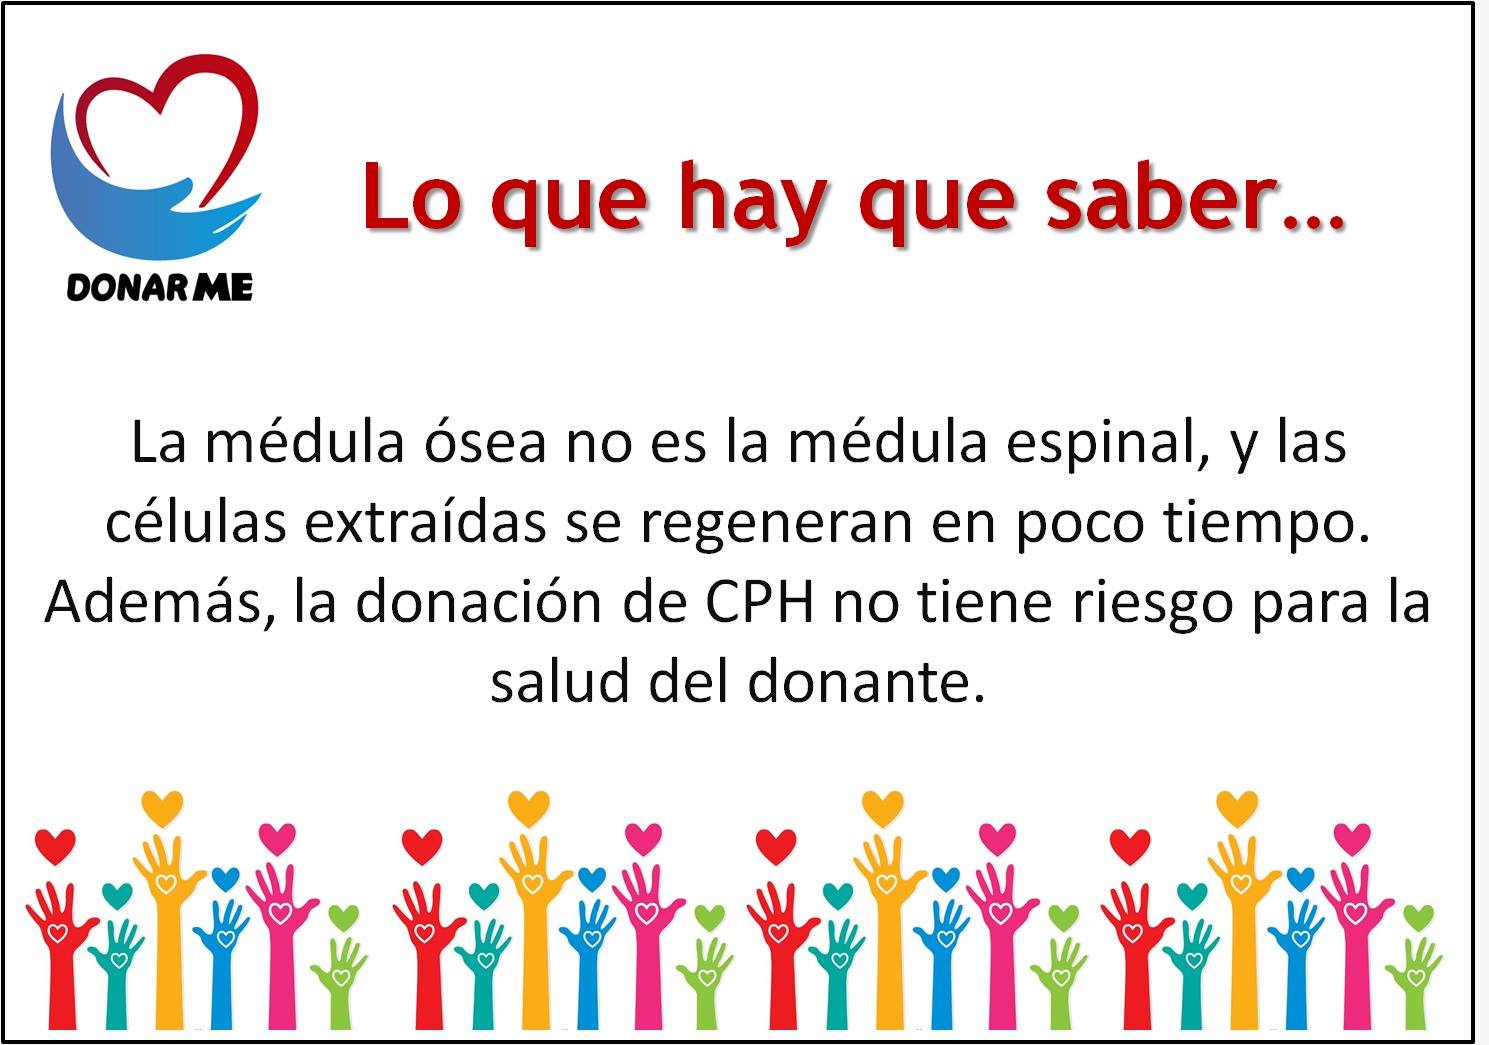 DONAR ME
Lo que hay que saber...
La médula ósea no es la médula espinal, y las
células extraídas se regeneran en poco tiempo.
Además, la donación de CPH no tiene riesgo para la
salud del donante.